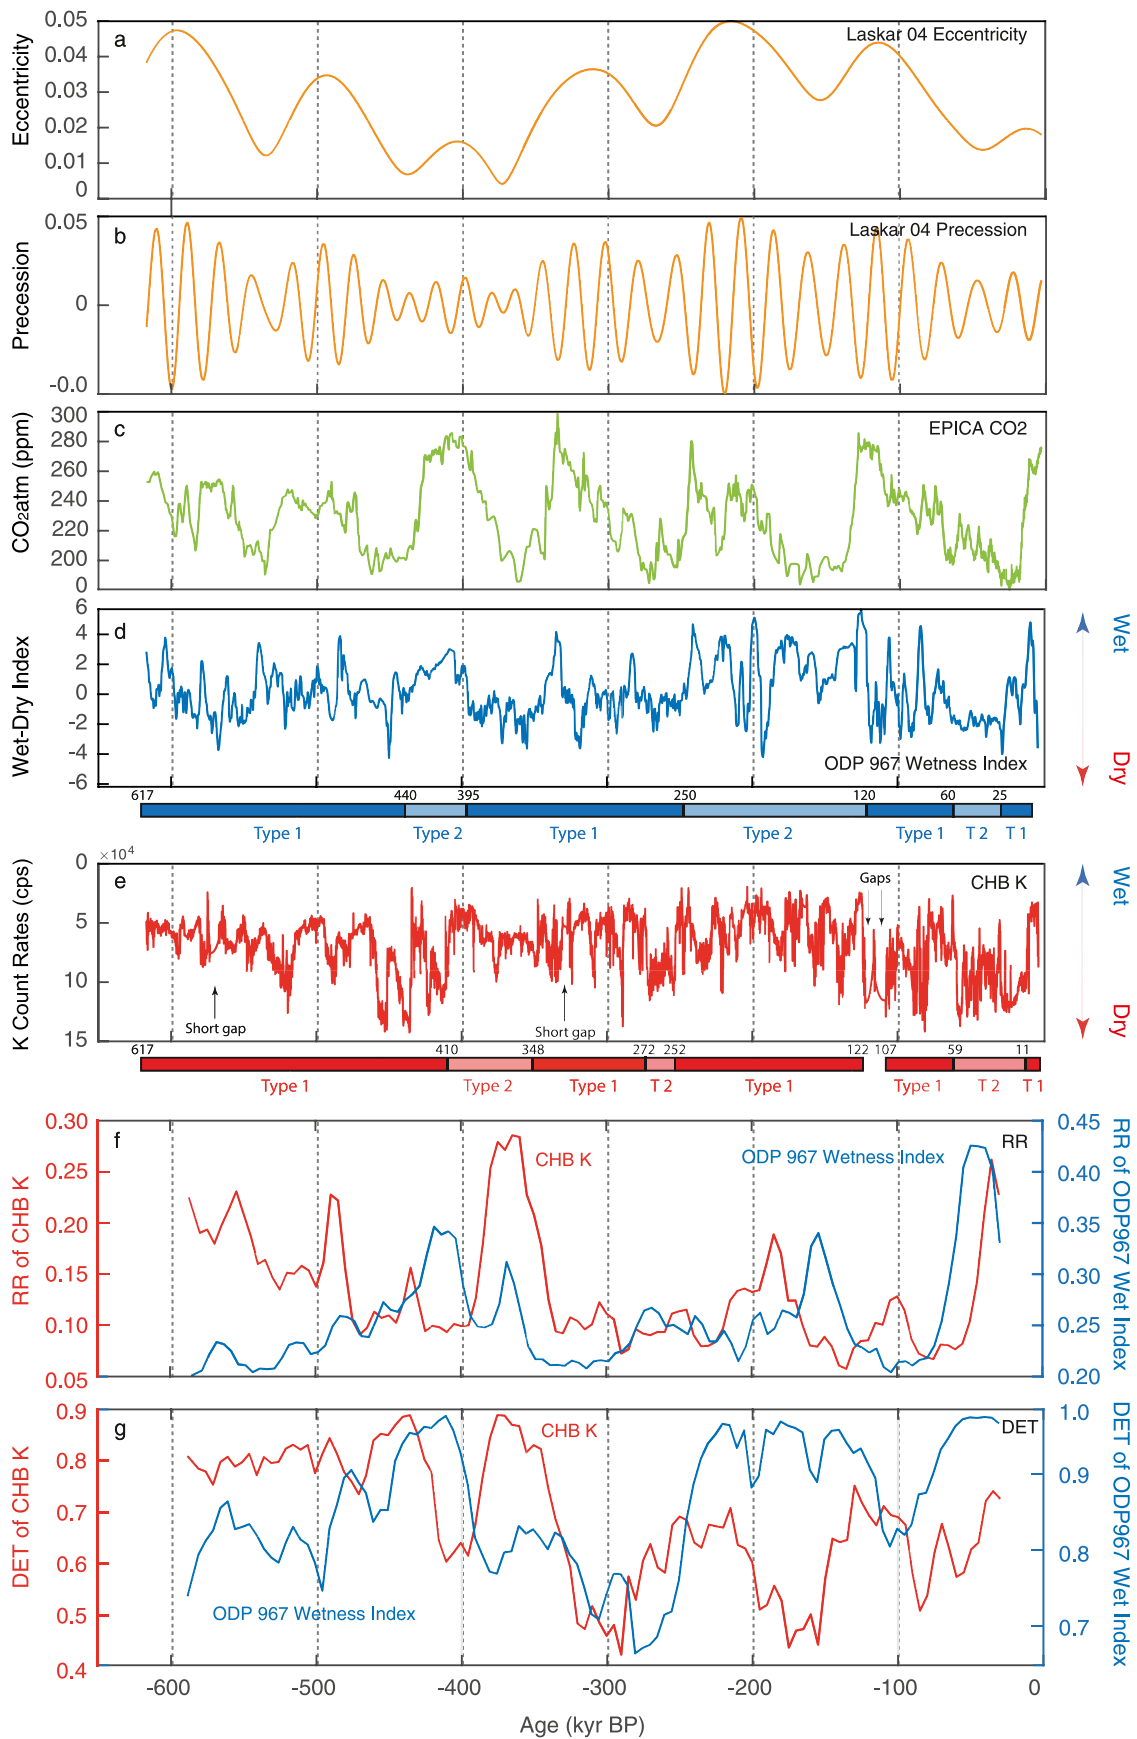 a
Laskar 04 Eccentricity
Eccentricity
0.05
0.04
0.03
0.02
0.01
0
b
Laskar 04 Precession
Precession
0.05
0
-0.0
c
EPICA CO2
CO2atm (ppm)
300
280
260
240
220
200
0
d
ODP 967 Wetness Index
Wet-Dry Index
6
4
2
0
-2
-4
-6
Wet
Dry
617 440 395 250 120 60 25
Type 1 Type 2 Type 1 Type 2 Type 1 T 2 T 1
×10⁴
e
Gaps
CHB K
K Count Rates (cps)
0
5
10
15
Short gap
Short gap
Wet
Dry
617 410 348 272 252 122 107 59 11
Type 1 Type 2 Type 1 T 2 Type 1 Type 1 T 2 T 1
f
CHB K
ODP 967 Wetness Index
RR
RR of CHB K
0.30
0.25
0.20
0.15
0.10
0.05
0.45
0.40
0.35
0.30
0.25
0.20
RR of ODP967 Wet Index
g
CHB K
DET
ODP 967 Wetness Index
DET of CHB K
0.9
0.8
0.7
0.6
0.5
0.4
1.0
0.9
0.8
0.7
DET of ODP967 Wet Index
-600 -500 -400 -300 -200 -100 0
Age (kyr BP)